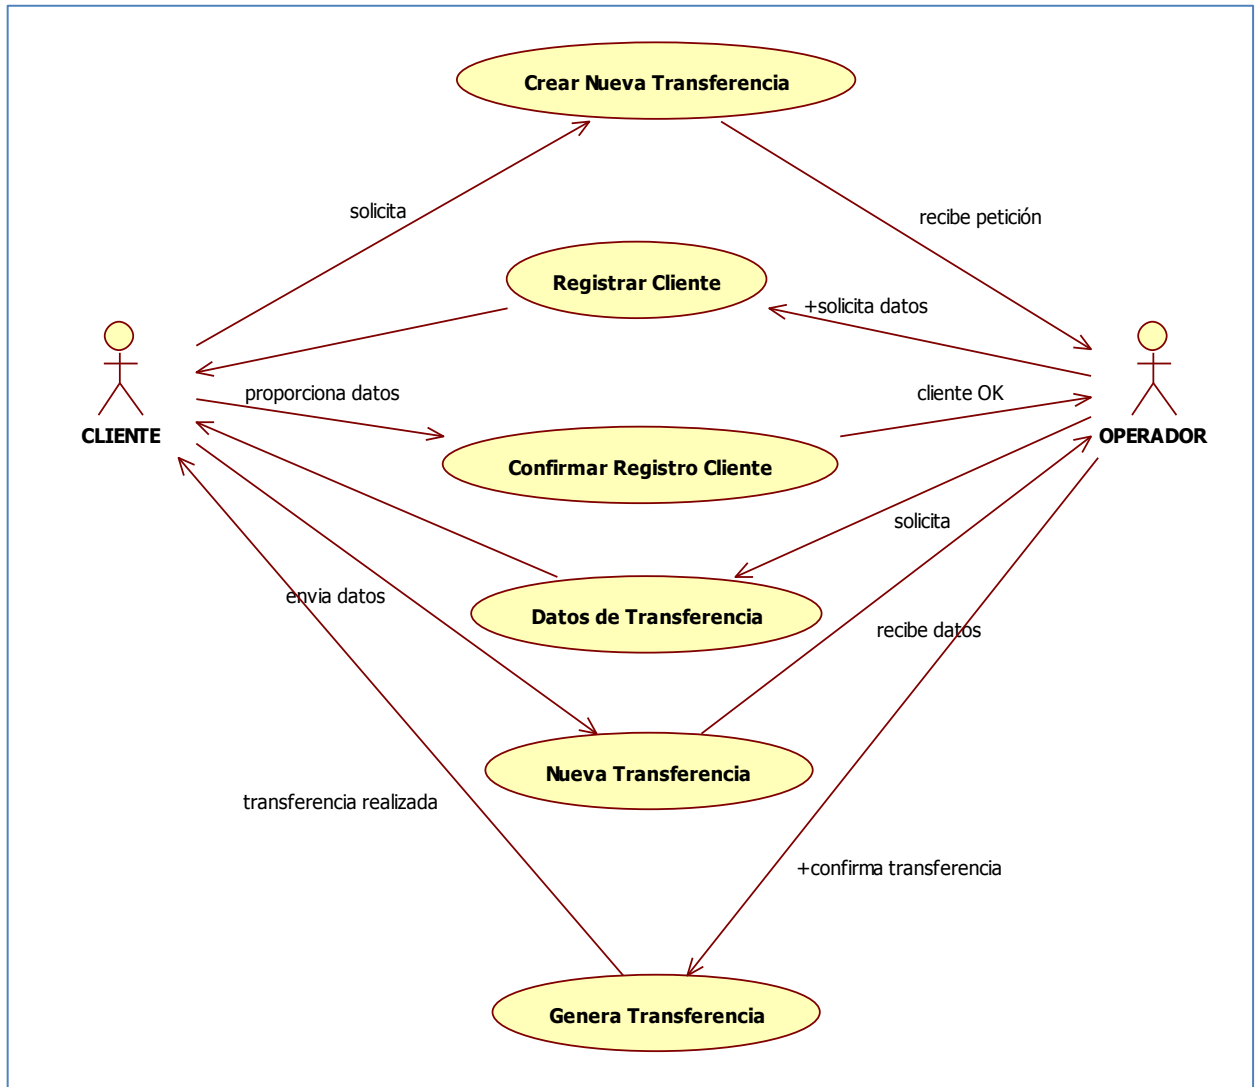 Crear Nueva Transferencia
solicita
recibe petición
Registrar Cliente
+solicita datos
proporciona datos
cliente OK
CLIENTE
OPERADOR
Confirmar Registro Cliente
solicita
envia datos
Datos de Transferencia
recibe datos
Nueva Transferencia
transferencia realizada
+confirma transferencia
Genera Transferencia